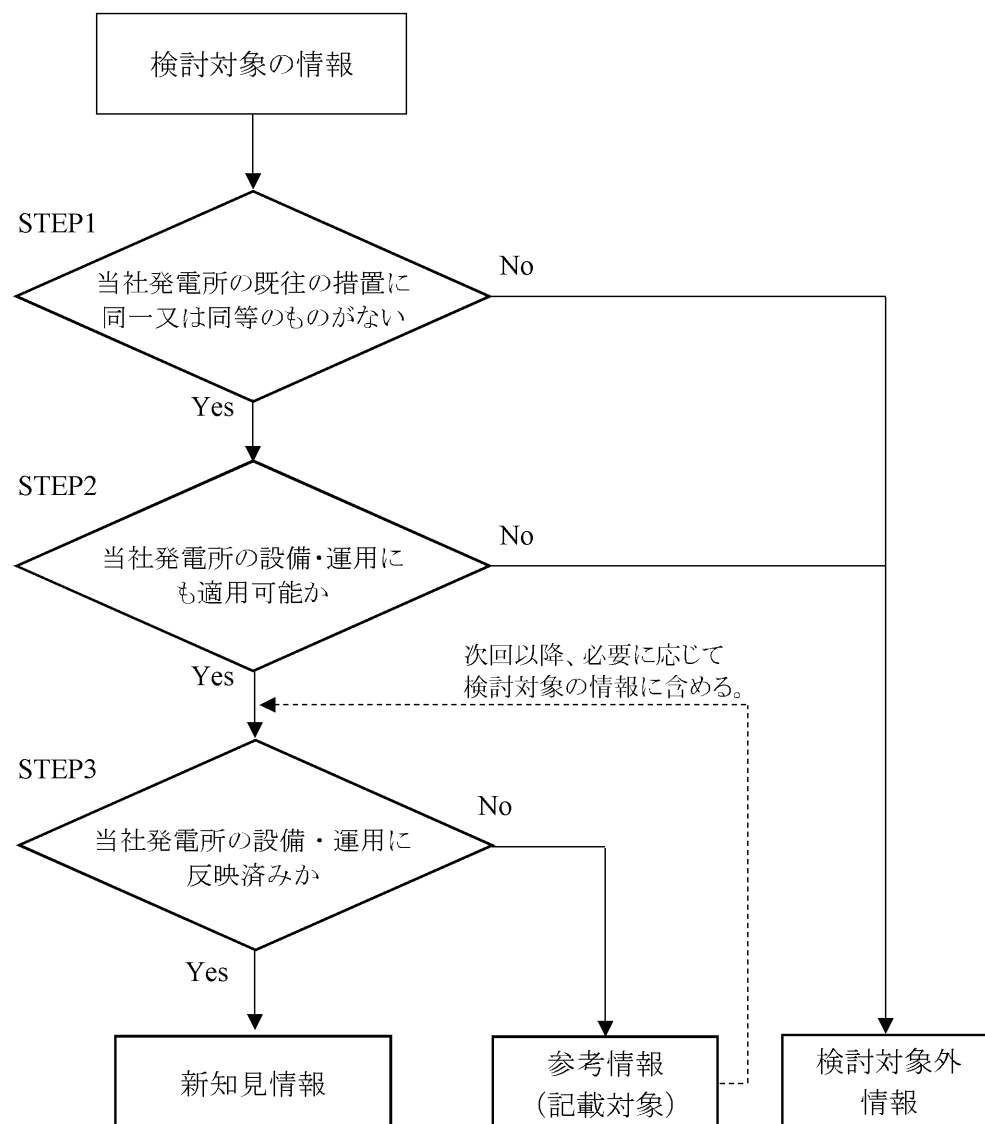 検討対象の情報
STEP1
当社発電所の既往の措置に
同一又は同等のものがない
No
Yes
STEP2
当社発電所の設備・運用に
も適用可能か
No
Yes
次回以降、必要に応じて
検討対象の情報に含める。
STEP3
当社発電所の設備・運用に
反映済みか
No
Yes
新知見情報
参考情報
（記載対象）
検討対象外
情報